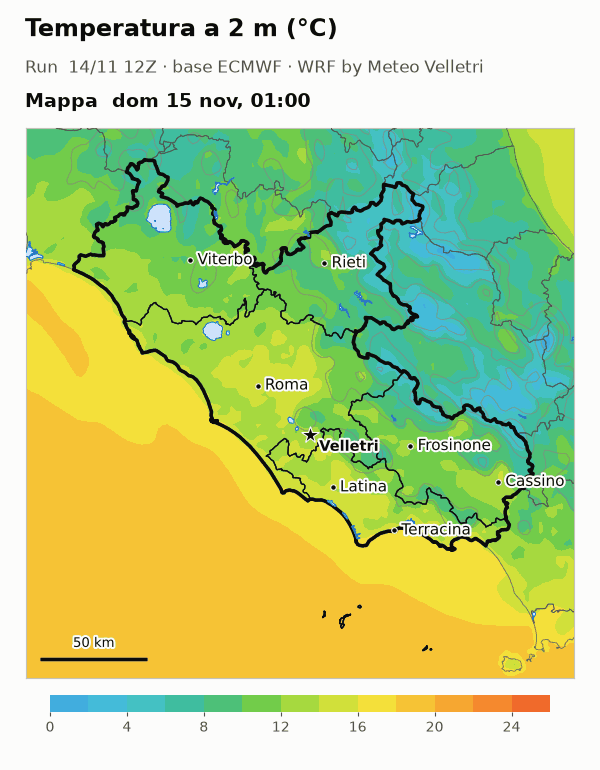 Temperatura a 2 m (°C)
Run  14/11 12Z · base ECMWF · WRF by Meteo Velletri
Mappa  dom 15 nov, 01:00
Viterbo
Rieti
Roma
Velletri
Frosinone
Latina
Cassino
Terracina
50 km
0 4 8 12 16 20 24